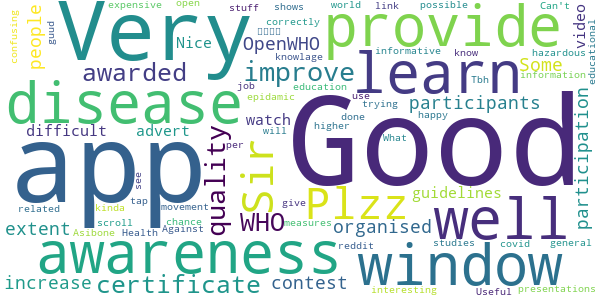 expensive open stuff shows world link possible Can't
confusing people guud Very Nice OpenWHO provide video
knowlage correctly informative know Some hazardous educational
awarded improve learn Tbh information
job education use
disease epidamic trying participants
watch will higher done happy
difficult advert quality per What participation
app Sir Good
see give Plzz guidelines
related kinda tap movement WHO measures organised well
extent scroll Against chance
Asibone Health reddit studies covid general
awareness window
increase certificate contest interesting Useful presentations